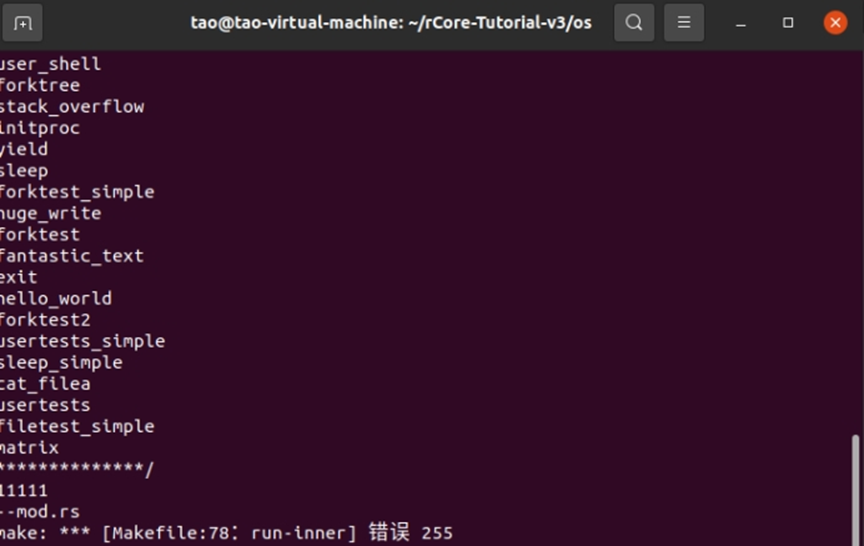 tao@tao-virtual-machine: ~/rCore-Tutorial-v3/os
user_shell
forktree
stack_overflow
initproc
yield
sleep
forktest_simple
huge_write
forktest
fantastic_text
exit
hello_world
forktest2
usertests_simple
sleep_simple
cat_filea
usertests
filetest_simple
matrix
**************/
11111
--mod.rs
make: *** [Makefile:78：run-inner] 错误 255